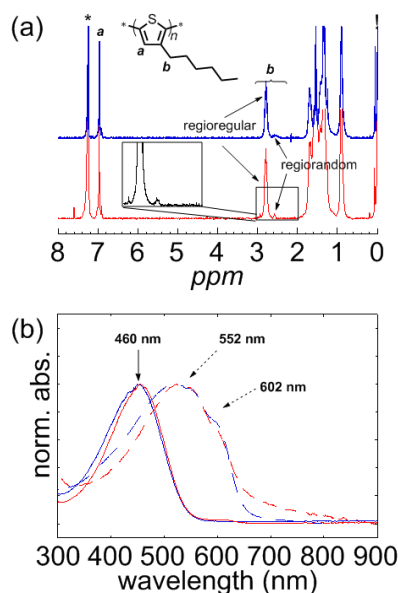 (a)
*
a
* S * n
a
b
b
!
regioregular
regiorandom
8 7 6 5 4 3 2 1 0
ppm
(b)
460 nm
552 nm
602 nm
norm. abs.
300 400 500 600 700 800 900
wavelength (nm)